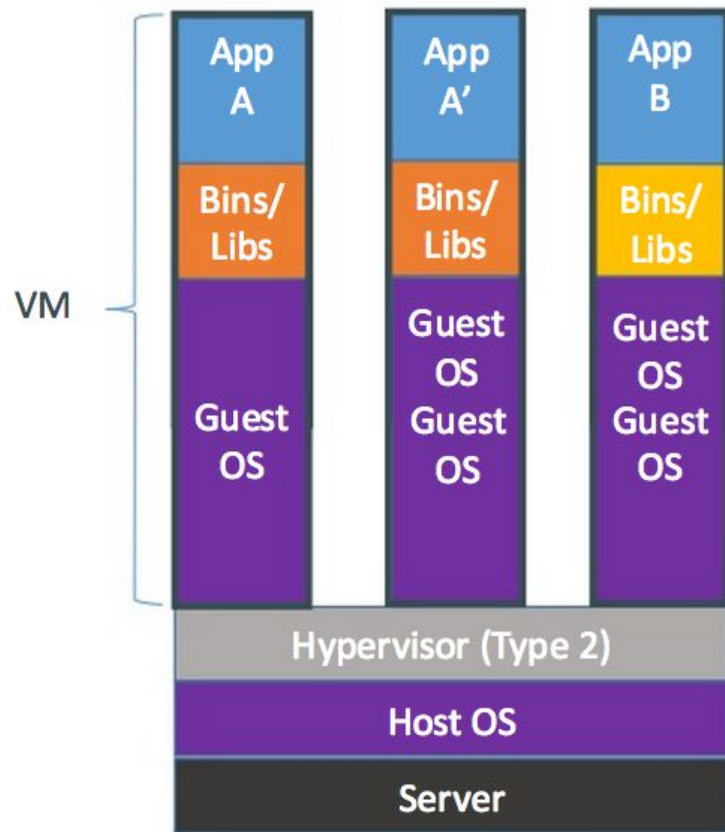 App
A
App
A’
App
B
Bins/
Libs
Bins/
Libs
Bins/
Libs
VM
Guest
OS
Guest
OS
Guest
OS
Guest
OS
Guest
OS
Hypervisor (Type 2)
Host OS
Server